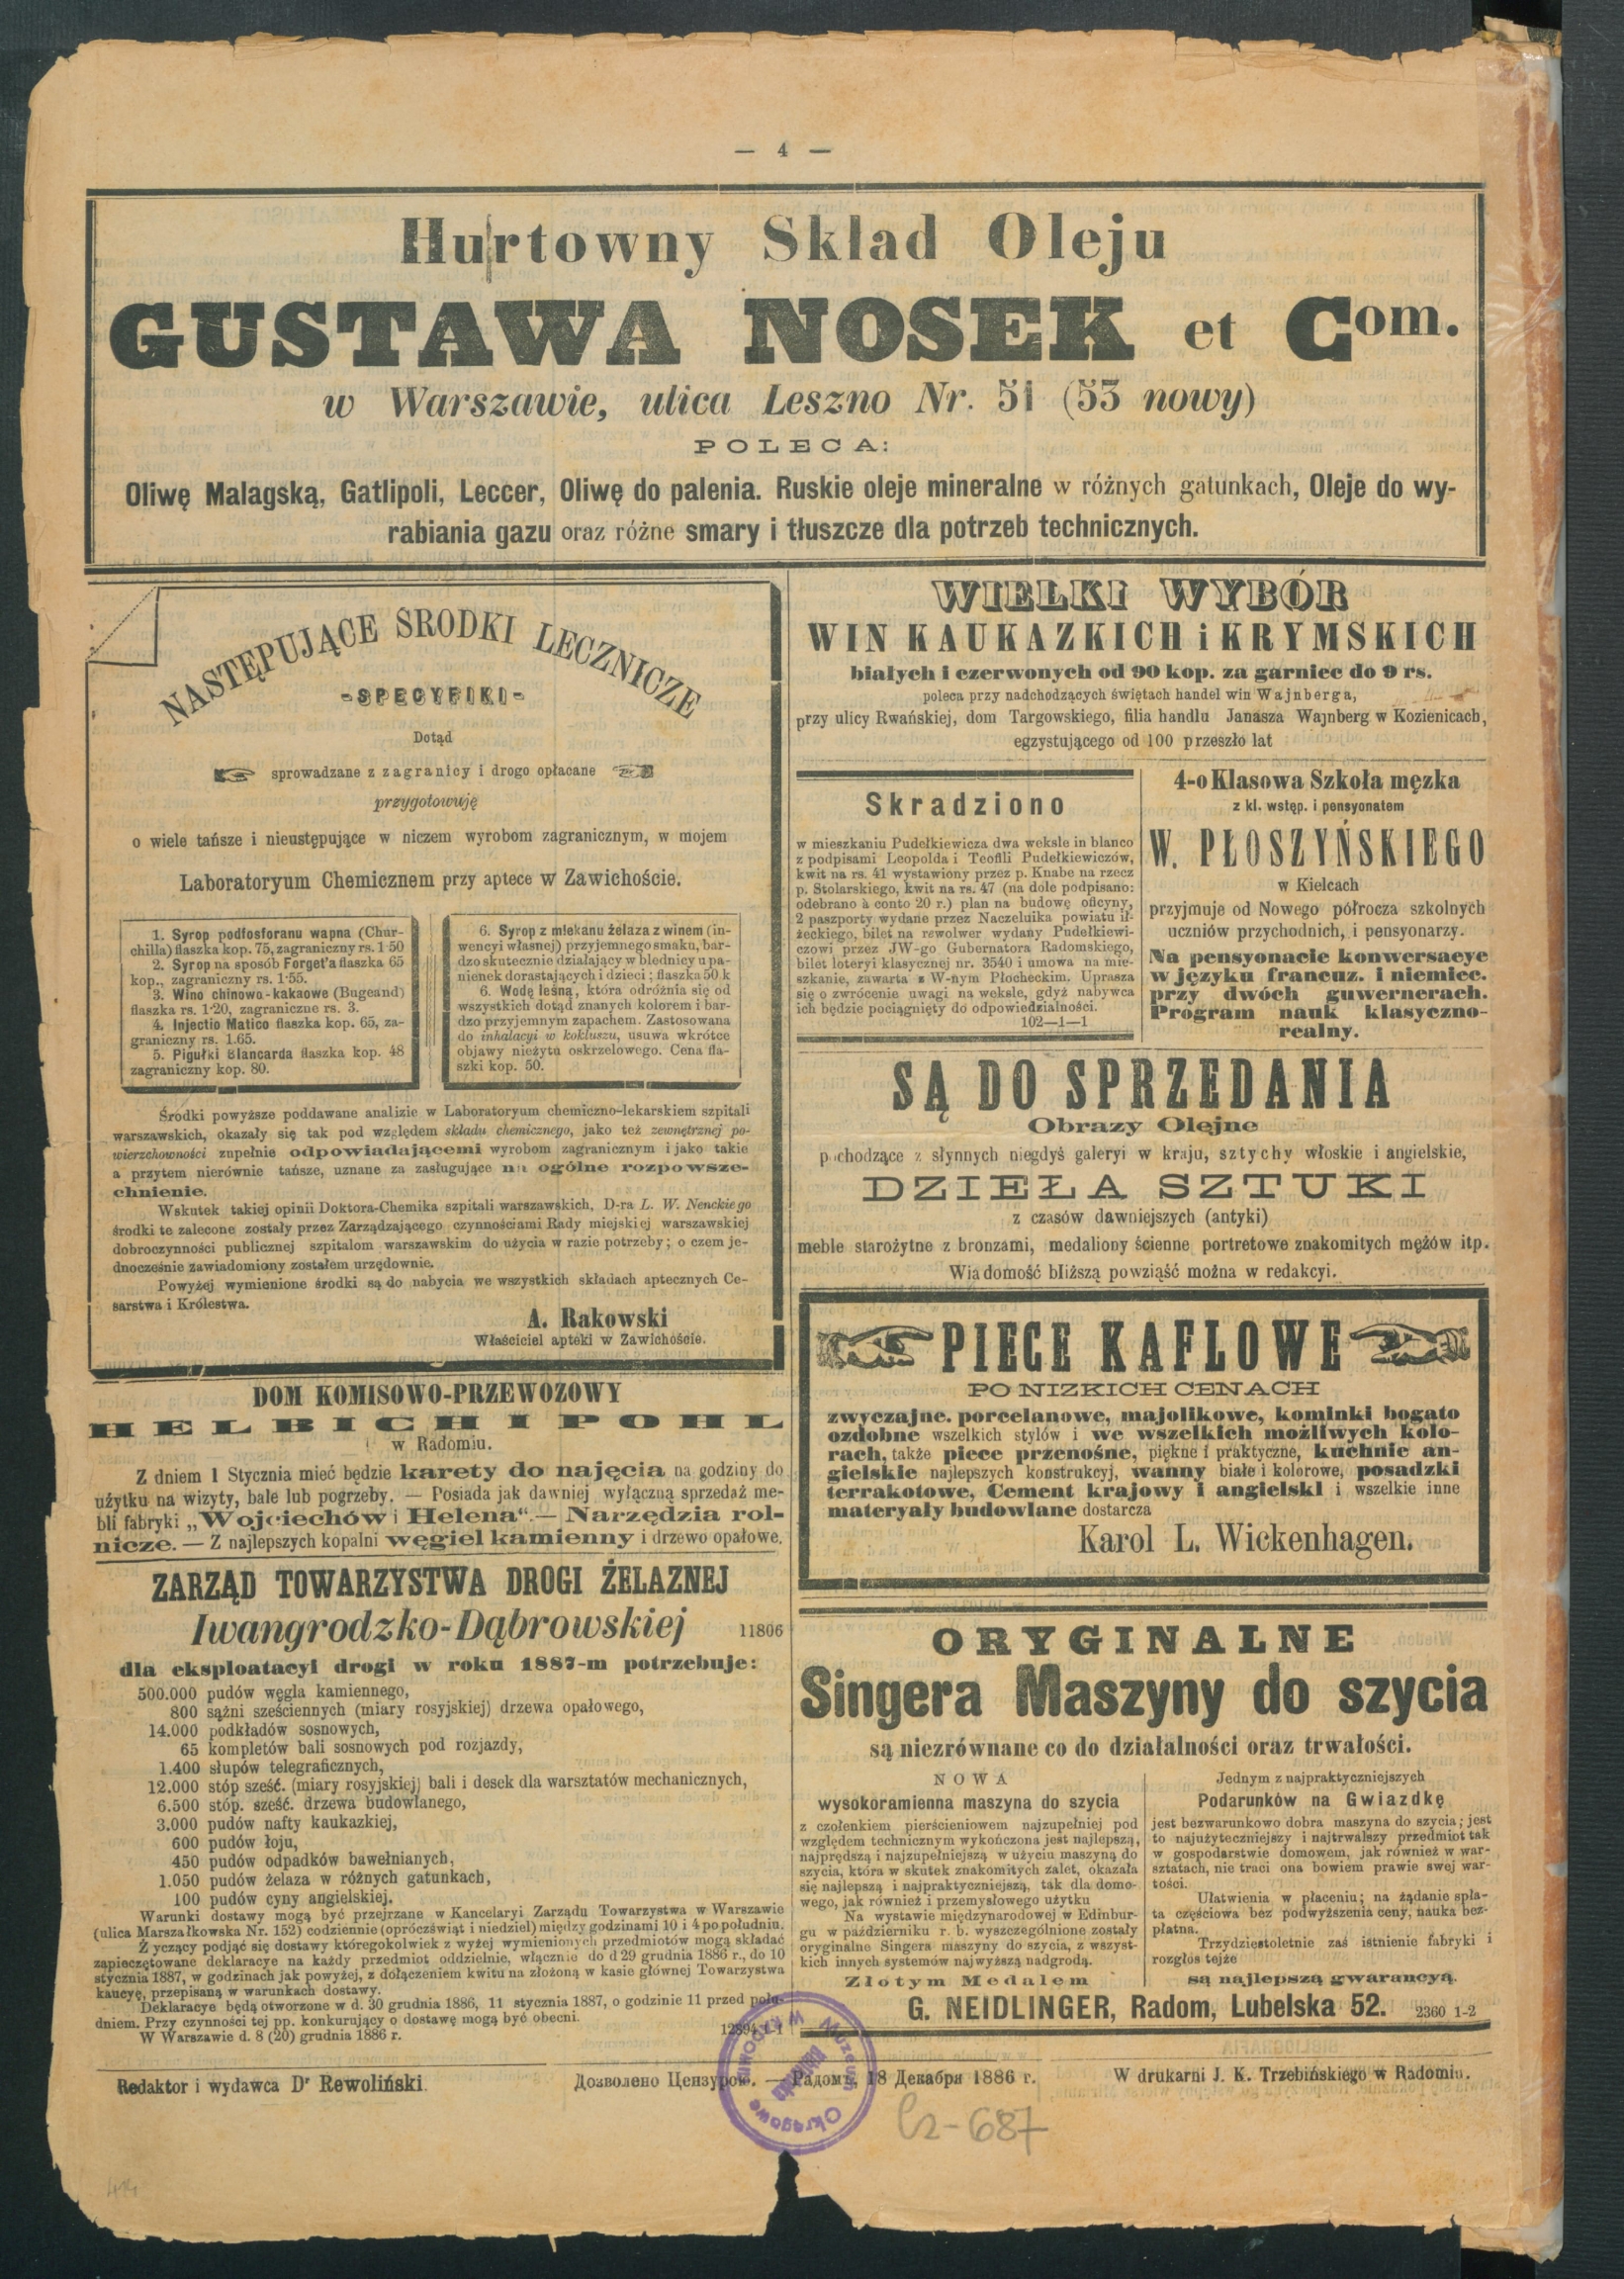 — 4 —
Hurtowny Skład Oleju
GUSTAWA NOSEK et Com.
w Warszawie, ulica Leszno Nr. 51 (53 nowy)
POLECA:
Oliwę Malagską, Gatlipoli, Leccer, Oliwę do palenia. Ruskie oleje mineralne w różnych gatunkach, Oleje do wy-
rabiania gazu oraz różne smary i tłuszcze dla potrzeb technicznych.
NASTĘPUJĄCE SRODKI LECZNICZE
-SPECYFIKI-
Dotąd
sprowadzane z zagranicy i drogo opłacane
przygotowuję
o wiele tańsze i nieustępujące w niczem wyrobom zagranicznym, w mojem
Laboratoryum Chemicznem przy aptece w Zawichoście.
1. Syrop podfosforanu wapna (Chur-
chilla) flaszka kop. 75, zagraniczny rs. 1·50
2. Syrop na sposób Forget'a flaszka 65
kop., zagraniczny rs. 1·55.
3. Wino chinowo-kakaowe (Bugeand)
flaszka rs. 1·20, zagraniczne rs. 3.
4. Injectio Matico flaszka kop. 65, za-
graniczny rs. 1.65.
5. Pigułki Blancarda flaszka kop. 48
zagraniczny kop. 80.
6. Syrop z mlekanu żelaza z winem (in-
wencyi własnej) przyjemnego smaku, bar-
dzo skutecznie działający w blednicy u pa-
nienek dorastających i dzieci; flaszka 50 k
6. Wodę leśną, która odróżnia się od
wszystkich dotąd znanych kolorem i bar-
dzo przyjemnym zapachem. Zastosowana
do inhalacyi w kokluszu, usuwa wkrótce
objawy nieżytu oskrzelowego. Cena fla-
szki kop. 50.
Środki powyższe poddawane analizie w Laboratoryum chemiczno-lekarskiem szpitali
warszawskich, okazały się tak pod względem składu chemicznego, jako też zewnętrznej po-
wierzchowności zupełnie odpowiadającemi wyrobom zagranicznym i jako takie
a przytem nierównie tańsze, uznane za zasługujące na ogólne rozpowsze-
chnienie.
Wskutek takiej opinii Doktora-Chemika szpitali warszawskich, D-ra L. W. Nenckiego
środki te zalecone zostały przez Zarządzającego czynnościami Rady miejskiej warszawskiej
dobroczynności publicznej szpitalom warszawskim do użycia w razie potrzeby; o czem je-
dnocześnie zawiadomiony zostałem urzędownie.
Powyżej wymienione środki są do nabycia we wszystkich składach aptecznych Ce-
sarstwa i Królestwa.
A. Rakowski
Właściciel apteki w Zawichoście.
DOM KOMISOWO-PRZEWOZOWY
HELBICH I POHL
w Radomiu.
Z dniem 1 Stycznia mieć będzie karety do najęcia na godziny do
użytku na wizyty, bale lub pogrzeby. — Posiada jak dawniej wyłączną sprzedaż me-
bli fabryki „Wojciechów i Helena“. — Narzędzia rol-
nicze. — Z najlepszych kopalni węgiel kamienny i drzewo opałowe.
ZARZĄD TOWARZYSTWA DROGI ŻELAZNEJ
Iwangrodzko-Dąbrowskiej 11806
dla eksploatacyi drogi w roku 1887-m potrzebuje:
500.000 pudów węgla kamiennego,
800 sążni sześciennych (miary rosyjskiej) drzewa opałowego,
14.000 podkładów sosnowych,
65 kompletów bali sosnowych pod rozjazdy,
1.400 słupów telegraficznych,
12.000 stóp sześć. (miary rosyjskiej) bali i desek dla warsztatów mechanicznych,
6.500 stóp. sześć. drzewa budowlanego,
3.000 pudów nafty kaukazkiej,
600 pudów łoju,
450 pudów odpadków bawełnianych,
1.050 pudów żelaza w różnych gatunkach,
100 pudów cyny angielskiej.
Warunki dostawy mogą być przejrzane w Kancelaryi Zarządu Towarzystwa w Warszawie
(ulica Marszałkowska Nr. 152) codziennie (oprócz świąt i niedziel) między godzinami 10 i 4 po południu.
Życzący podjąć się dostawy któregokolwiek z wyżej wymienionych przedmiotów mogą składać
zapieczętowane deklaracye na każdy przedmiot oddzielnie, włącznie do d 29 grudnia 1886 r., do 10
stycznia 1887, w godzinach jak powyżej, z dołączeniem kwitu na złożoną w kasie głównej Towarzystwa
kaucyę, przepisaną w warunkach dostawy.
Deklaracye będą otworzone w d. 30 grudnia 1886, 11 stycznia 1887, o godzinie 11 przed połu-
dniem. Przy czynności tej pp. konkurujący o dostawę mogą być obecni.
W Warszawie d. 8 (20) grudnia 1886 r.
WIELKI WYBÓR
WIN KAUKAZKICH i KRYMSKICH
białych i czerwonych od 90 kop. za garniec do 9 rs.
poleca przy nadchodzących świętach handel win Wajnberga,
przy ulicy Rwańskiej, dom Targowskiego, filia handlu Janasza Wajnberg w Kozienicach,
egzystującego od 100 przeszło lat
Skradziono
w mieszkaniu Pudełkiewicza dwa weksle in blanco
z podpisami Leopolda i Teofili Pudełkiewiczów,
kwit na rs. 41 wystawiony przez p. Knabe na rzecz
p. Stolarskiego, kwit na rs. 47 (na dole podpisano:
odebrano à conto 20 r.) plan na budowę oficyny,
2 paszporty wydane przez Naczelnika powiatu ił-
żeckiego, bilet na rewolwer wydany Pudełkiewi-
czowi przez JW-go Gubernatora Radomskiego,
bilet loteryi klasycznej nr. 3540 i umowa na mie-
szkanie, zawarta z W-nym Płocheckim. Uprasza
się o zwrócenie uwagi na weksle, gdyż nabywca
ich będzie pociągnięty do odpowiedzialności.
102—1—1
4-o Klasowa Szkoła męzka
z kl. wstęp. i pensyonatem
W. PŁOSZYŃSKIEGO
w Kielcach
przyjmuje od Nowego półrocza szkolnych
uczniów przychodnich, i pensyonarzy.
Na pensyonacie konwersacye
w języku francuz. i niemiec.
przy dwóch guwernerach.
Program nauk klasyczno-
realny.
SĄ DO SPRZEDANIA
Obrazy Olejne
pochodzące z słynnych niegdyś galeryi w kraju, sztychy włoskie i angielskie,
DZIEŁA SZTUKI
z czasów dawniejszych (antyki)
meble starożytne z bronzami, medaliony ścienne portretowe znakomitych mężów itp.
Wiadomość bliższą powziąść można w redakcyi.
PIECE KAFLOWE
PO NIZKICH CENACH
zwyczajne. porcelanowe, majolikowe, kominki bogato
ozdobne wszelkich stylów i we wszelkich możliwych kolo-
rach, także piece przenośne, piękne i praktyczne, kuchnie an-
gielskie najlepszych konstrukcyj, wanny białe i kolorowe, posadzki
terrakotowe, Cement krajowy i angielski i wszelkie inne
materyały budowlane dostarcza
Karol L. Wickenhagen.
ORYGINALNE
Singera Maszyny do szycia
są niezrównane co do działalności oraz trwałości.
NOWA
wysokoramienna maszyna do szycia
z czołenkiem pierścieniowem najzupełniej pod
względem technicznym wykończona jest najlepszą,
najprędszą i najzupełniejszą w użyciu maszyną do
szycia, która w skutek znakomitych zalet, okazała
się najlepszą i najpraktyczniejszą, tak dla domo-
wego, jak również i przemysłowego użytku
Na wystawie międzynarodowej w Edinbur-
gu w październiku r. b. wyszczególnione zostały
oryginalne Singera maszyny do szycia, z wszyst-
kich innych systemów najwyższą nadgrodą.
Złotym Medalem
Jednym z najpraktyczniejszych
Podarunków na Gwiazdkę
jest bezwarunkowo dobra maszyna do szycia; jest
to najużyteczniejszy i najtrwalszy przedmiot tak
w gospodarstwie domowem, jak również w war-
sztatach, nie traci ona bowiem prawie swej war-
tości.
Ułatwienia w płaceniu; na żądanie spła-
ta częściowa bez podwyższenia ceny; nauka bez-
płatna.
Trzydziestoletnie zaś istnienie fabryki i
rozgłos tejże
są najlepszą gwarancyą.
G. NEIDLINGER, Radom, Lubelska 52. 2360 1-2
Redaktor i wydawca Dr Rewoliński.
Дозволено Цензурой. — Радомъ, 18 Декабря 1886 г.
W drukarni J. K. Trzebińskiego w Radomiu.
Muzeum Okręgowe
687